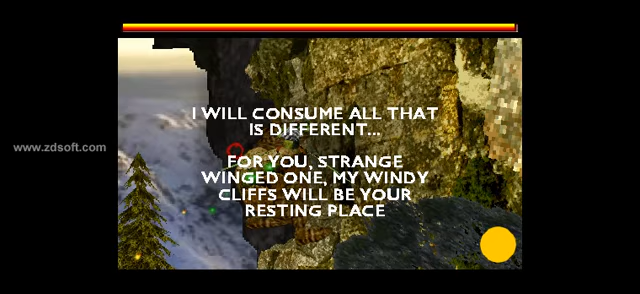 I WILL CONSUME ALL THAT
IS DIFFERENT...
FOR YOU, STRANGE
WINGED ONE, MY WINDY
CLIFFS WILL BE YOUR
RESTING PLACE
www.zdsoft.com